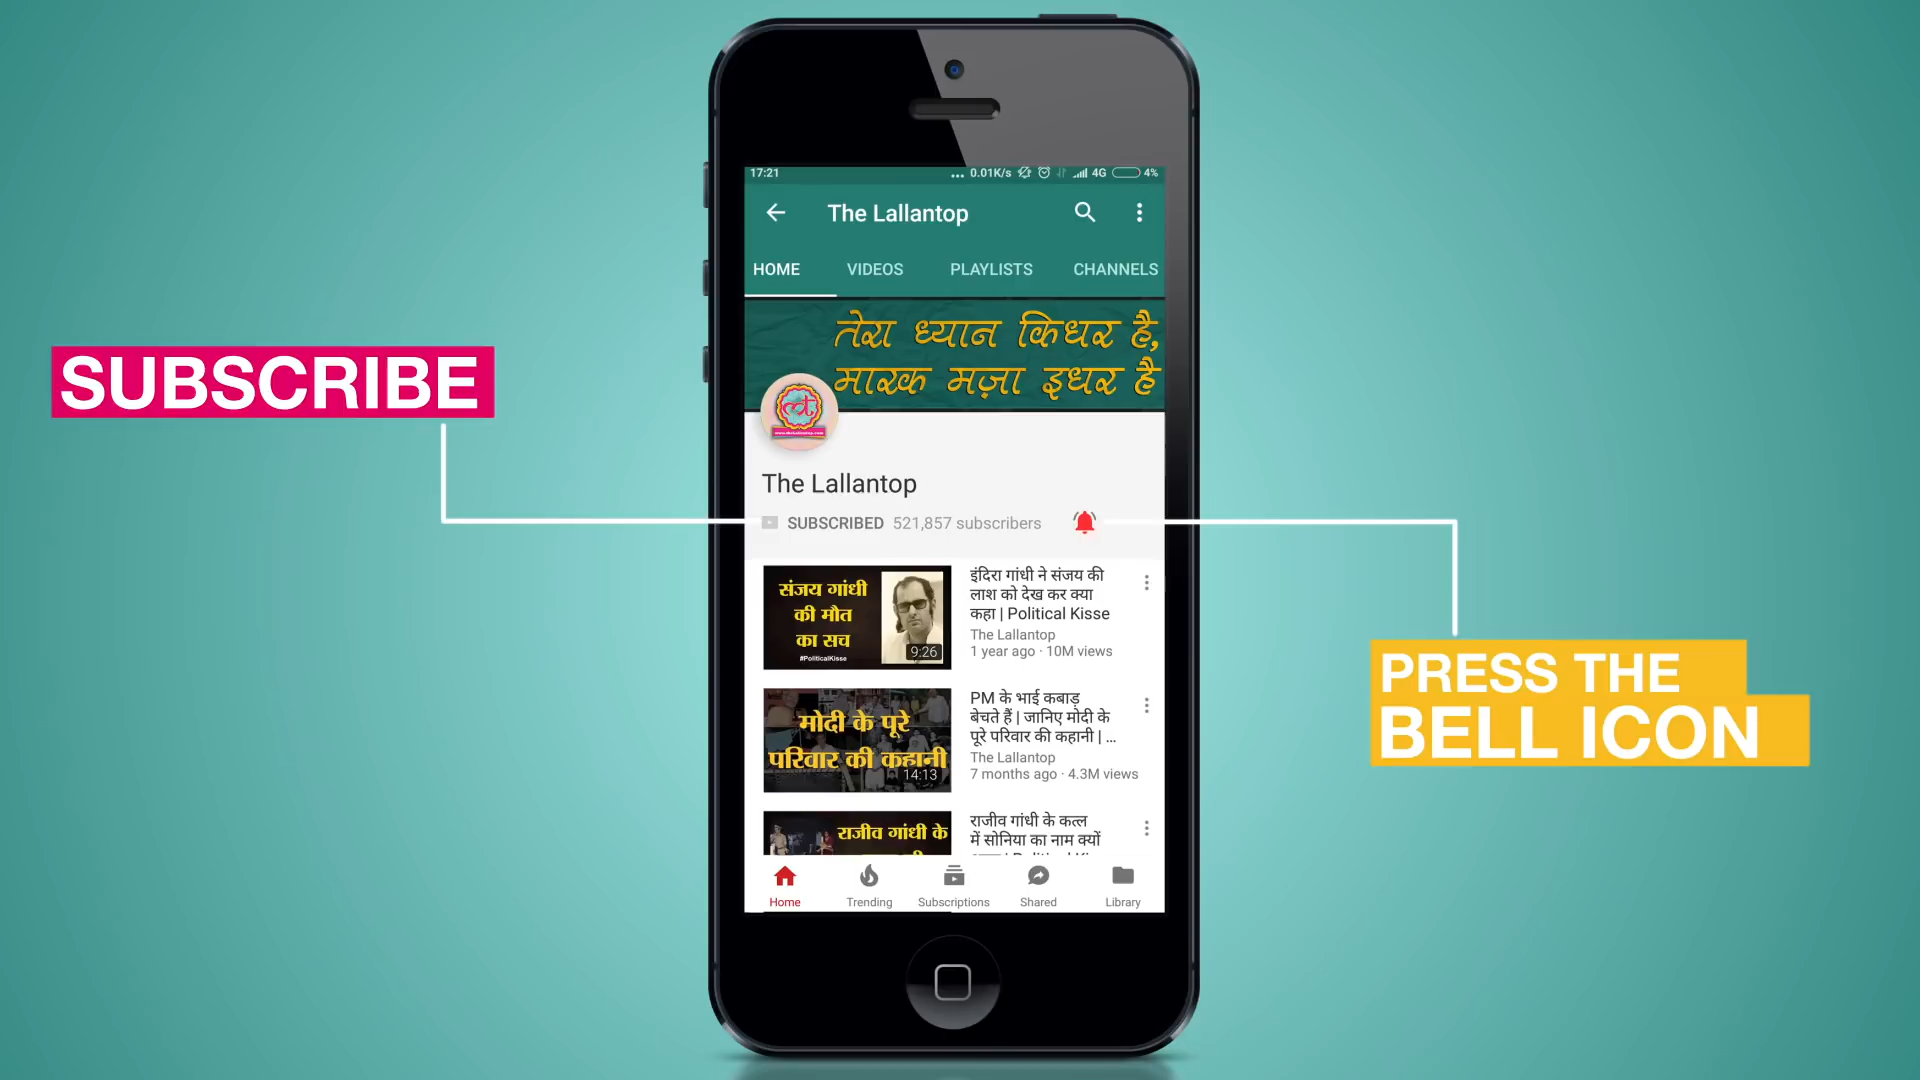 17:21 ... 0.01K/s 4G 4%
The Lallantop
HOME VIDEOS PLAYLISTS CHANNELS
तेरा ध्यान किधर है,
मारक मज़ा इधर है
SUBSCRIBE
The Lallantop
SUBSCRIBED 521,857 subscribers
संजय गांधी
की मौत
का सच
#PoliticalKisse
9:26
इंदिरा गांधी ने संजय की
लाश को देख कर क्या
कहा | Political Kisse
The Lallantop
1 year ago · 10M views
PRESS THE
BELL ICON
मोदी के पूरे
परिवार की कहानी
14:13
PM के भाई कबाड़
बेचते हैं | जानिए मोदी के
पूरे परिवार की कहानी | ...
The Lallantop
7 months ago · 4.3M views
राजीव गांधी के
राजीव गांधी के कत्ल
में सोनिया का नाम क्यों
Home Trending Subscriptions Shared Library